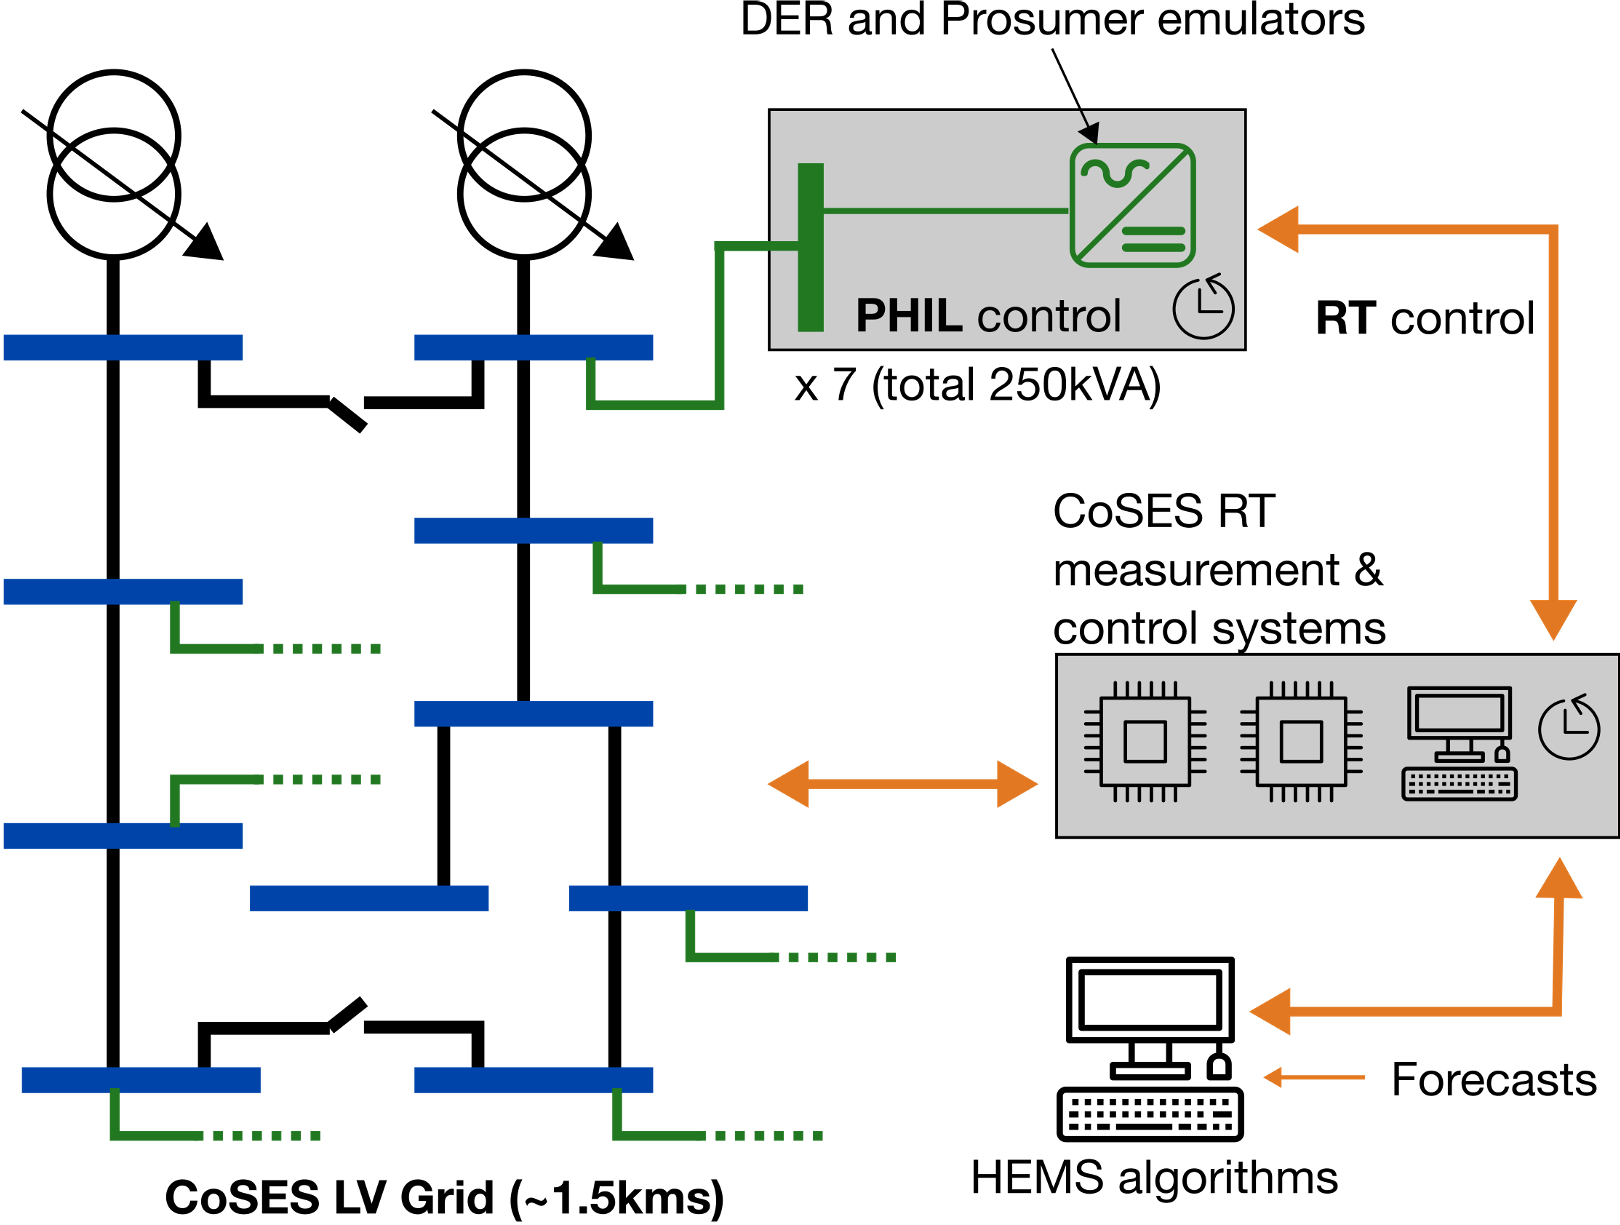 DER and Prosumer emulators
PHIL control
RT control
x 7 (total 250kVA)
CoSES RT
measurement &
control systems
Forecasts
HEMS algorithms
CoSES LV Grid (~1.5kms)